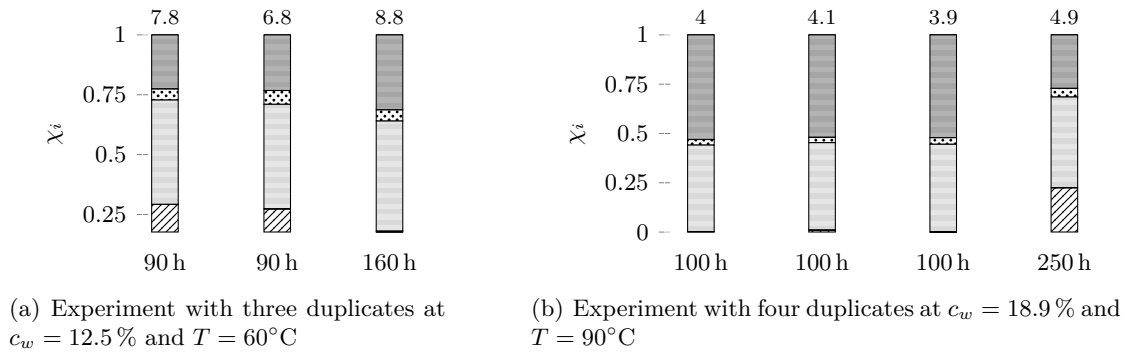 7.8 6.8 8.8
1
0.75
0.5
0.25
χi
90 h 90 h 160 h
(a) Experiment with three duplicates at
cw = 12.5 % and T = 60°C
4 4.1 3.9 4.9
1
0.75
0.5
0.25
0
χi
100 h 100 h 100 h 250 h
(b) Experiment with four duplicates at cw = 18.9 % and
T = 90°C